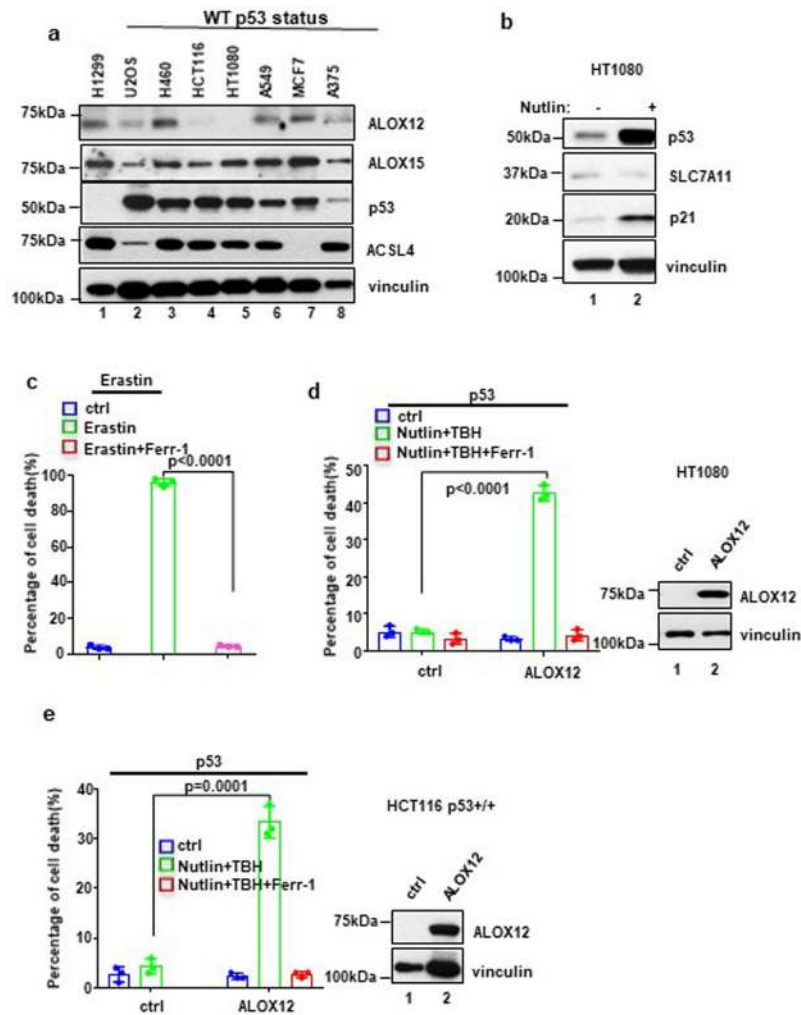 WT p53 status
a
H1299
U2OS
H460
HCT116
HT1080
A549
MCF7
A375
75kDa
ALOX12
75kDa
ALOX15
50kDa
p53
75kDa
ACSL4
100kDa
vinculin
1 2 3 4 5 6 7 8
b
HT1080
Nutlin: - +
50kDa
p53
37kDa
SLC7A11
20kDa
p21
100kDa
vinculin
1 2
c
Erastin
ctrl
Erastin
Erastin+Ferr-1
p<0.0001
Percentage of cell death(%)
100
80
60
40
20
0
d
p53
ctrl
Nutlin+TBH
Nutlin+TBH+Ferr-1
p<0.0001
Percentage of cell death(%)
50
40
30
20
10
5
0
ctrl ALOX12
HT1080
ctrl
ALOX12
75kDa
ALOX12
100kDa
vinculin
1 2
e
p53
p=0.0001
ctrl
Nutlin+TBH
Nutlin+TBH+Ferr-1
Percentage of cell death(%)
40
30
20
10
0
ctrl ALOX12
HCT116 p53+/+
ctrl
ALOX12
75kDa
ALOX12
100kDa
vinculin
1 2